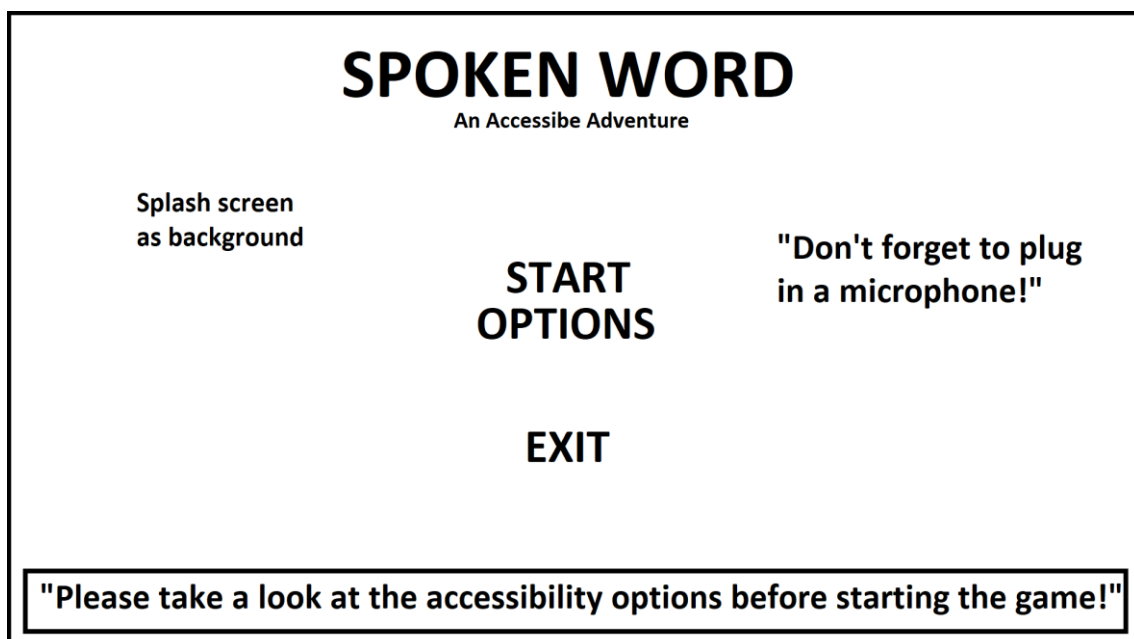 SPOKEN WORD
An Accessibe Adventure
Splash screen
as background
"Don't forget to plug
in a microphone!"
START
OPTIONS
EXIT
"Please take a look at the accessibility options before starting the game!"